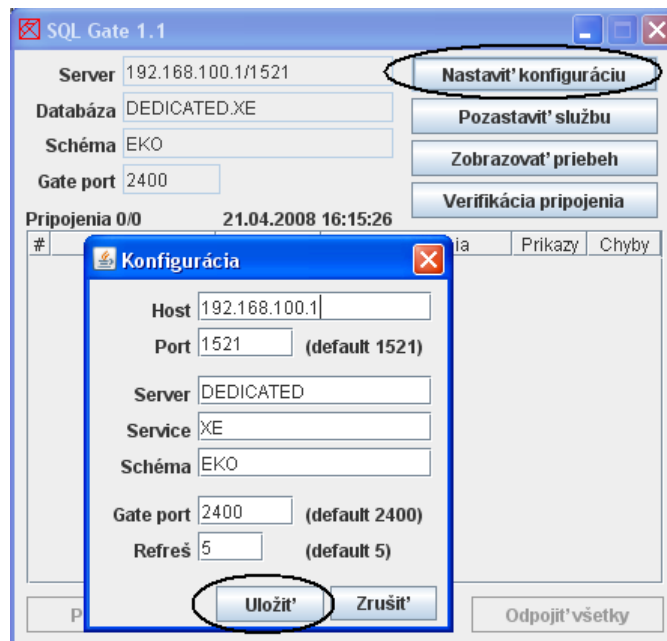 SQL Gate 1.1
Server 192.168.100.1/1521
Nastaviť konfiguráciu
Databáza DEDICATED.XE
Pozastaviť službu
Schéma EKO
Zobrazovať priebeh
Gate port 2400
Verifikácia pripojenia
Pripojenia 0/0 21.04.2008 16:15:26
# Prikazy Chyby
Konfigurácia
Host 192.168.100.1
Port 1521 (default 1521)
Server DEDICATED
Service XE
Schéma EKO
Gate port 2400 (default 2400)
Refreš 5 (default 5)
Uložiť Zrušiť
Odpojiť všetky